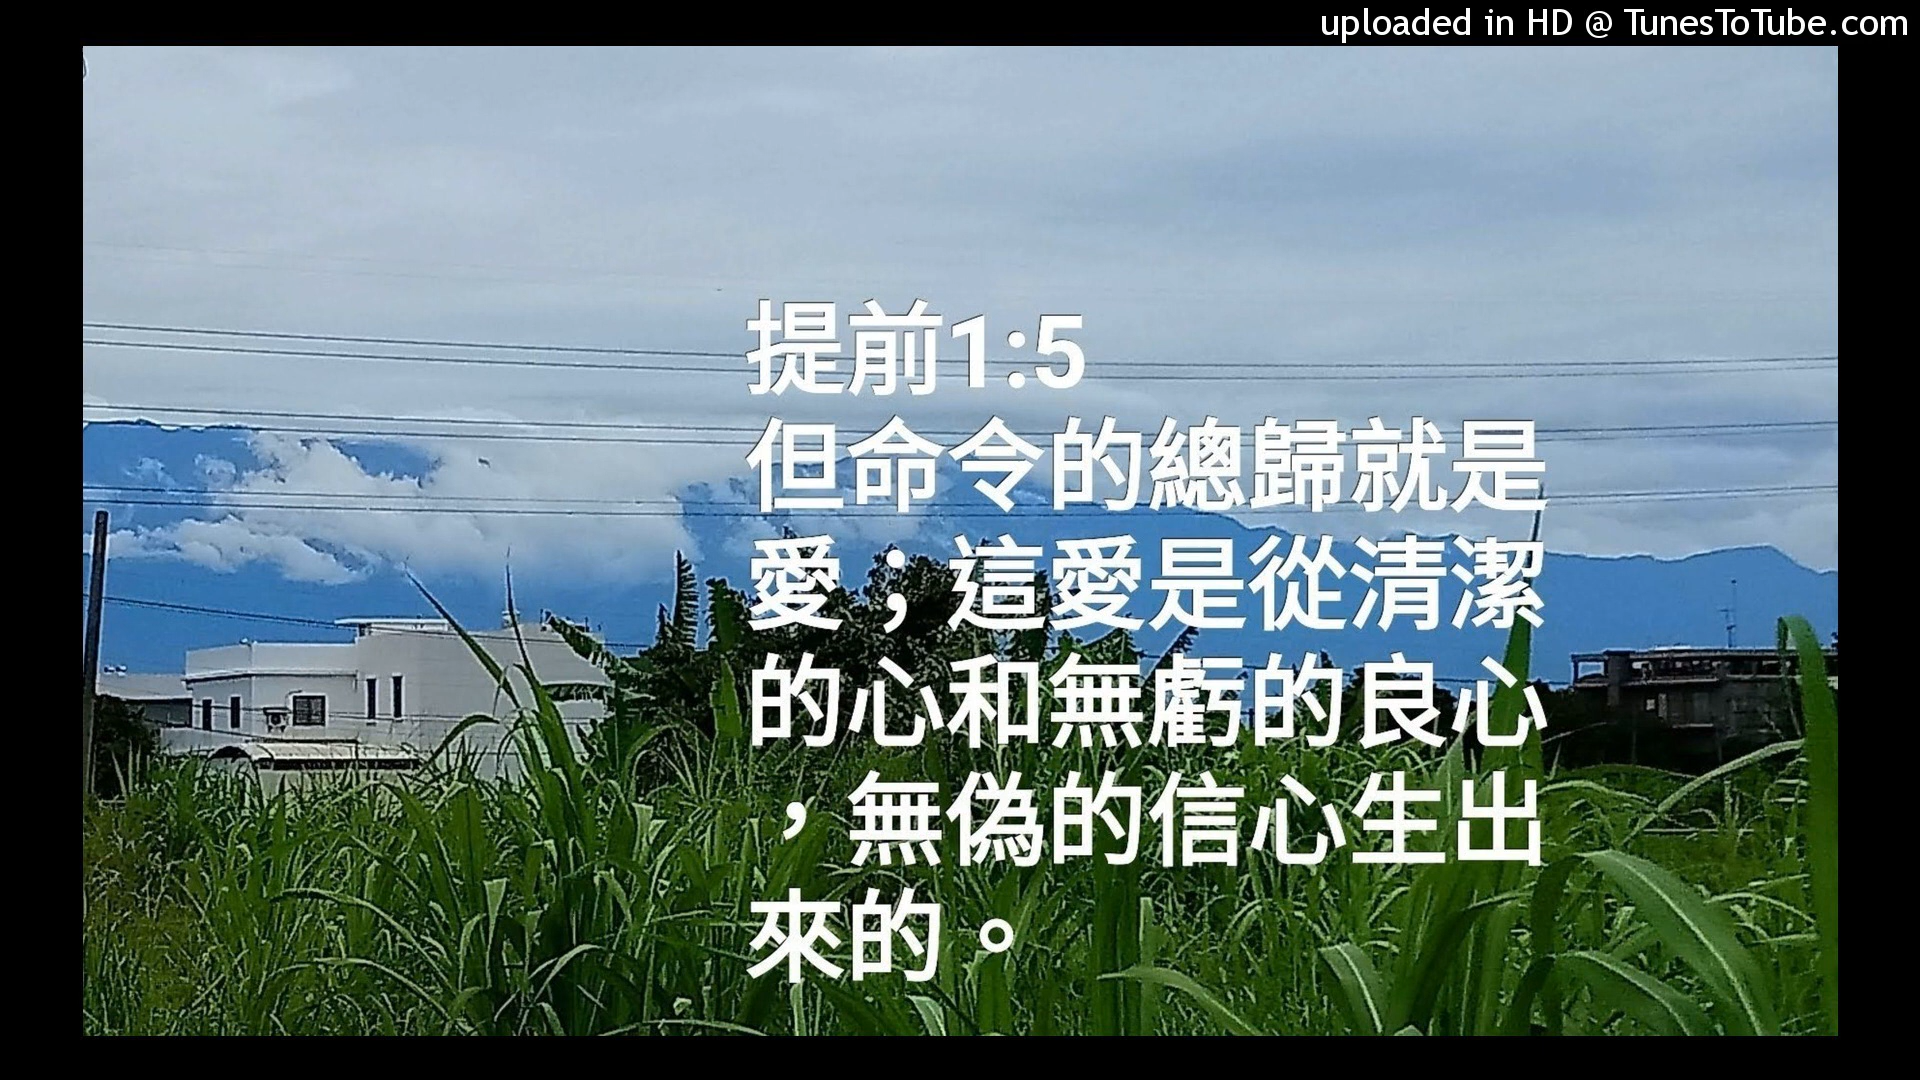 uploaded in HD @ TunesToTube.com
提前1:5
但命令的總歸就是
愛；這愛是從清潔
的心和無虧的良心
，無偽的信心生出
來的。